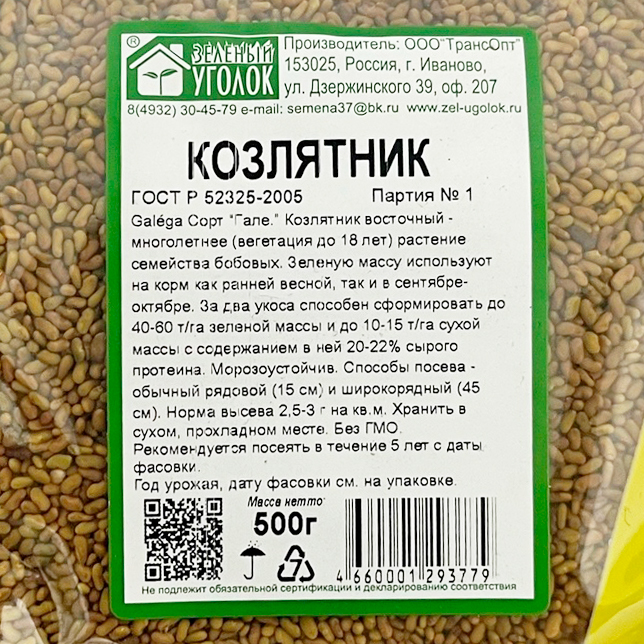 ®
ЗЕЛЕНЫЙ
УГОЛОК
Производитель: ООО"ТрансОпт"
153025, Россия, г. Иваново,
ул. Дзержинского 39, оф. 207
8(4932) 30-45-79 e-mail: semena37@bk.ru www.zel-ugolok.ru
КОЗЛЯТНИК
ГОСТ Р 52325-2005 Партия № 1
Galéga Сорт "Гале." Козлятник восточный -
многолетнее (вегетация до 18 лет) растение
семейства бобовых. Зеленую массу используют
на корм как ранней весной, так и в сентябре-
октябре. За два укоса способен сформировать до
40-60 т/га зеленой массы и до 10-15 т/га сухой
массы с содержанием в ней 20-22% сырого
протеина. Морозоустойчив. Способы посева -
обычный рядовой (15 см) и широкорядный (45
см). Норма высева 2,5-3 г на кв.м. Хранить в
сухом, прохладном месте. Без ГМО.
Рекомендуется посеять в течение 5 лет с даты
фасовки.
Год урожая, дату фасовки см. на упаковке.
Масса нетто:
500г
4 660001 293779
Не подлежит обязательной сертификации и декларированию соответствия